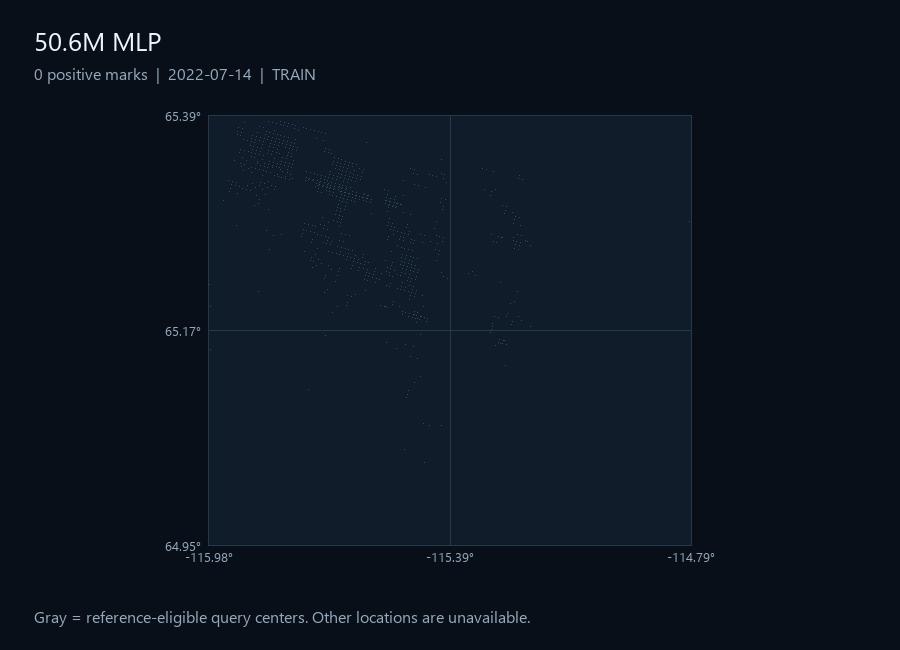 50.6M MLP
0 positive marks | 2022-07-14 | TRAIN
65.39°
65.17°
64.95°
-115.98°
-115.39°
-114.79°
Gray = reference-eligible query centers. Other locations are unavailable.